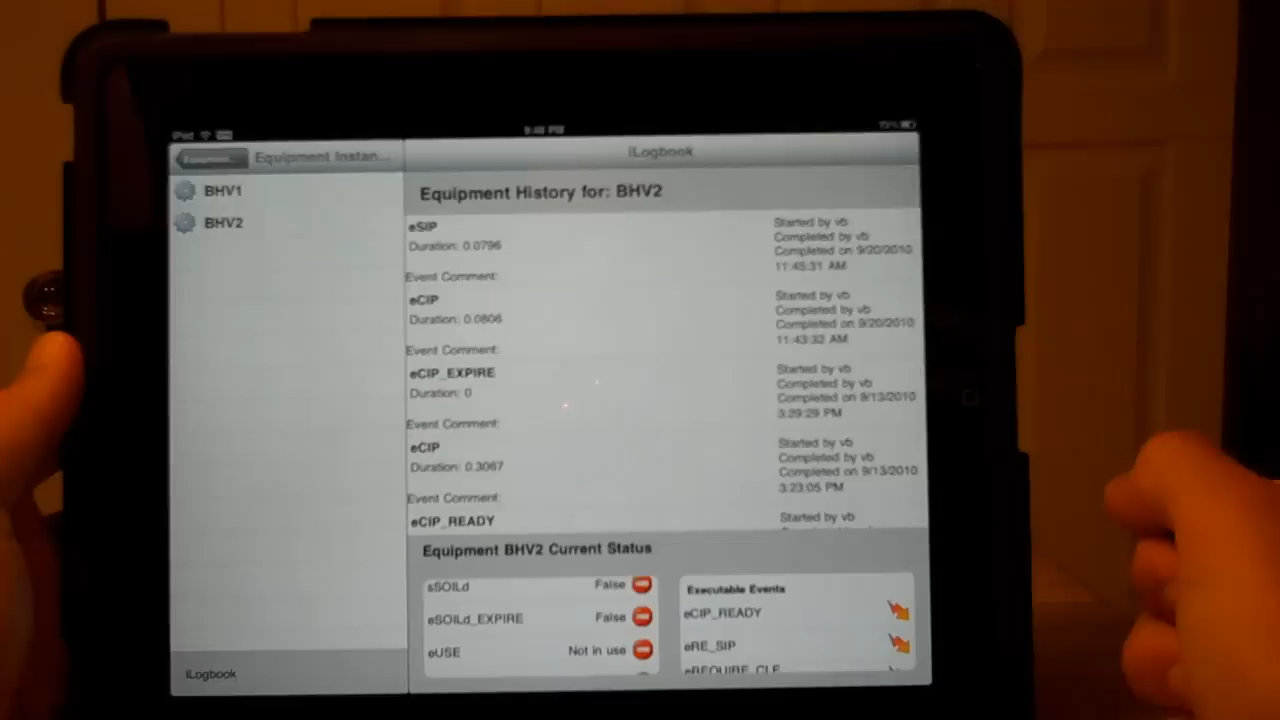 iPod
9:48 PM
Equipment Instan...
iLogbook
BHV1
BHV2
Equipment History for: BHV2
eSIP
Duration: 0.0796
Started by vb
Completed by vb
Completed on 9/20/2010
11:45:31 AM
Event Comment:
eCIP
Duration: 0.0806
Started by vb
Completed by vb
Completed on 9/20/2010
11:43:32 AM
Event Comment:
eCIP_EXPIRE
Duration: 0
Started by vb
Completed by vb
Completed on 9/13/2010
3:29:29 PM
Event Comment:
eCIP
Duration: 0.3067
Started by vb
Completed by vb
Completed on 9/13/2010
3:23:05 PM
Event Comment:
eCIP_READY
Started by vb
Equipment BHV2 Current Status
sSOILd False
eSOILd_EXPIRE False
eUSE Not in use
Executable Events
eCIP_READY
eRE_SIP
eREQUIRE_CLE
iLogbook